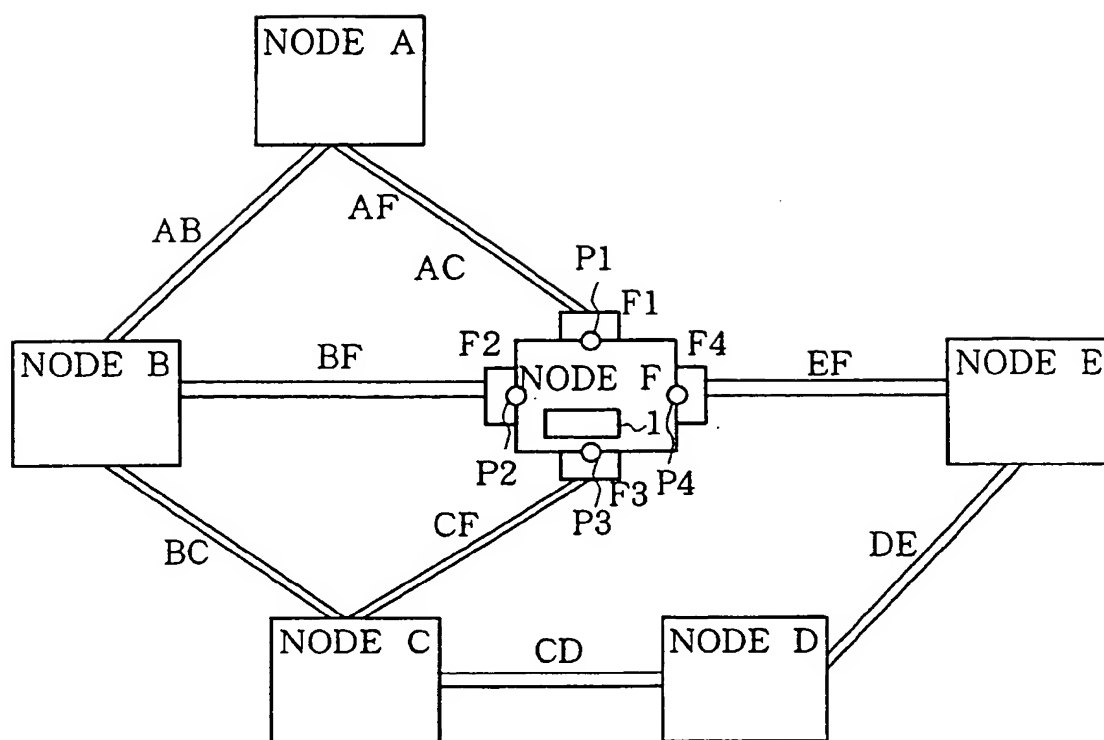 NODE A
AF
AB
AC
P1
F1
F2
F4
NODE B
BF
NODE F
EF
NODE E
1
P2
F3
P4
P3
CF
BC
DE
NODE C
CD
NODE D